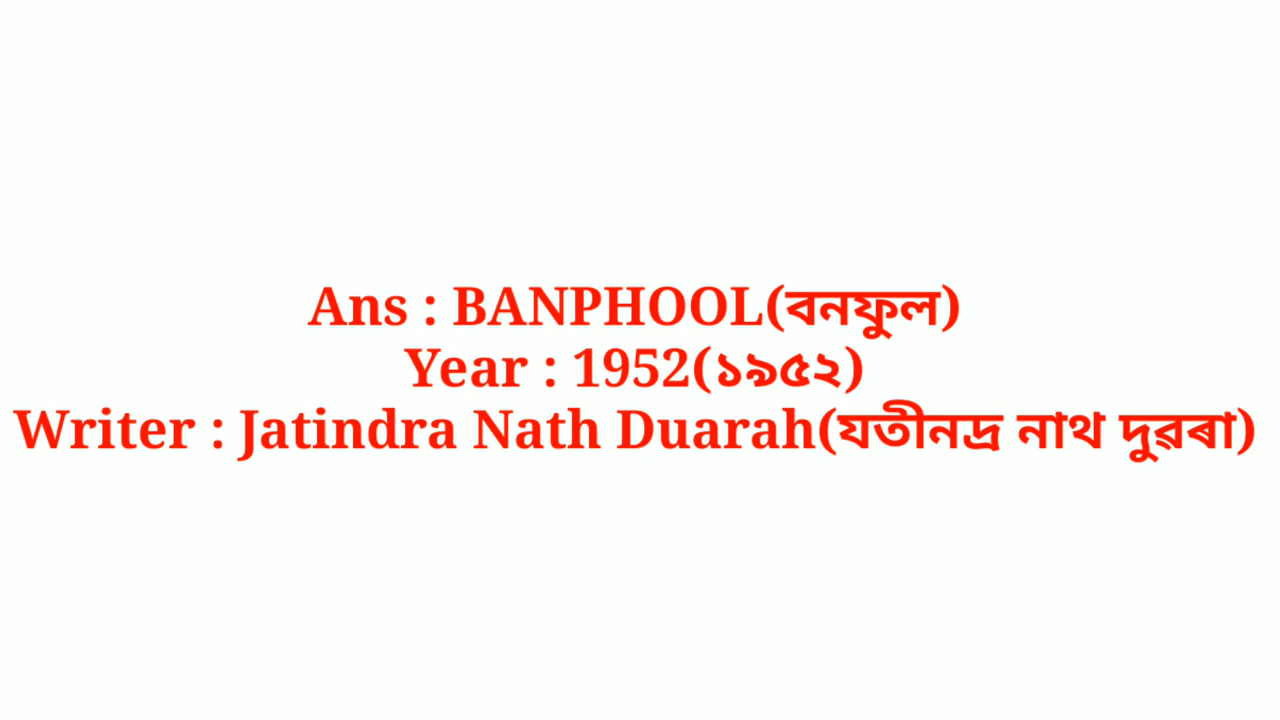 Ans : BANPHOOL(বনফুল)
Year : 1952(১৯৫২)
Writer : Jatindra Nath Duarah(যতীনদ্ৰ নাথ দুৱৰা)